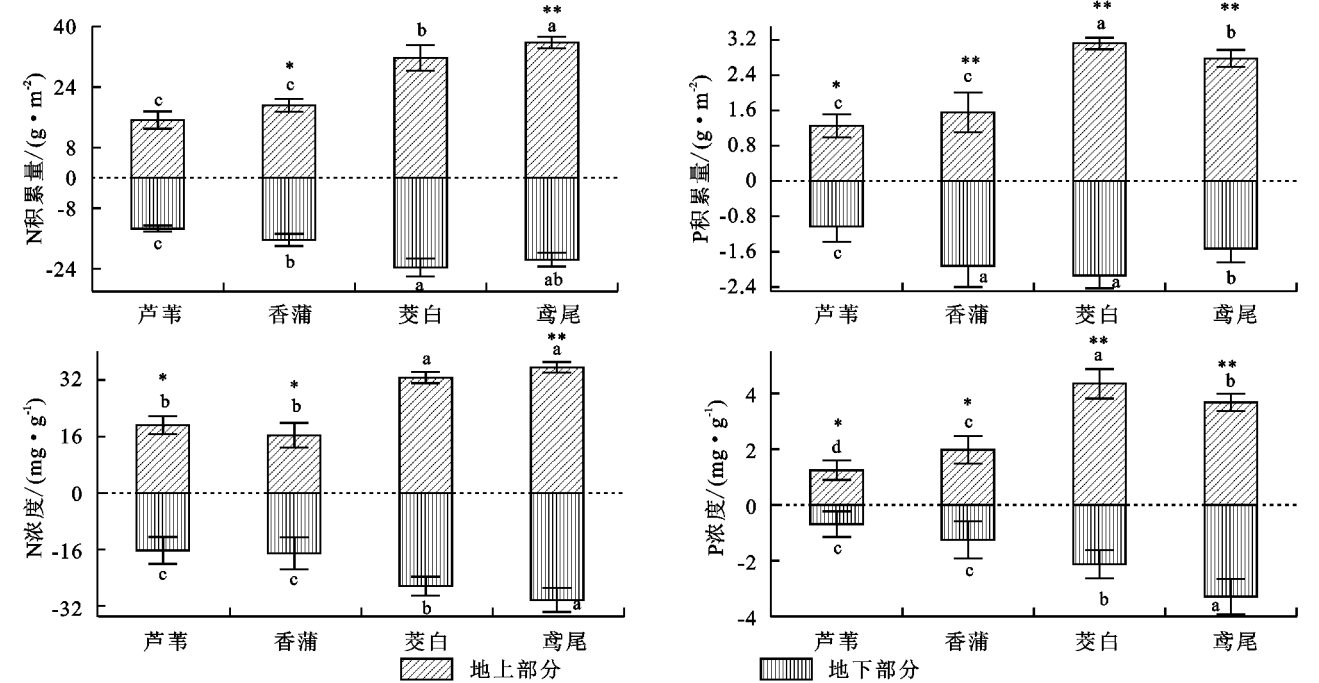 N积累量/(g·m-2)
40
24
8
0
-8
-24
c
*
c
b
**
a
c
b
a
ab
芦苇 香蒲 茭白 鸢尾
P积累量/(g·m-2)
3.2
2.4
1.6
0.8
0
-0.8
-1.6
-2.4
*
c
**
c
**
a
**
b
c
a
a
b
芦苇 香蒲 茭白 鸢尾
N浓度/(mg·g-1)
32
16
0
-16
-32
*
b
*
b
a
**
a
c
c
b
a
芦苇 香蒲 茭白 鸢尾
P浓度/(mg·g-1)
4
2
0
-2
-4
*
d
*
c
**
a
**
b
c
c
b
a
芦苇 香蒲 茭白 鸢尾
地上部分 地下部分